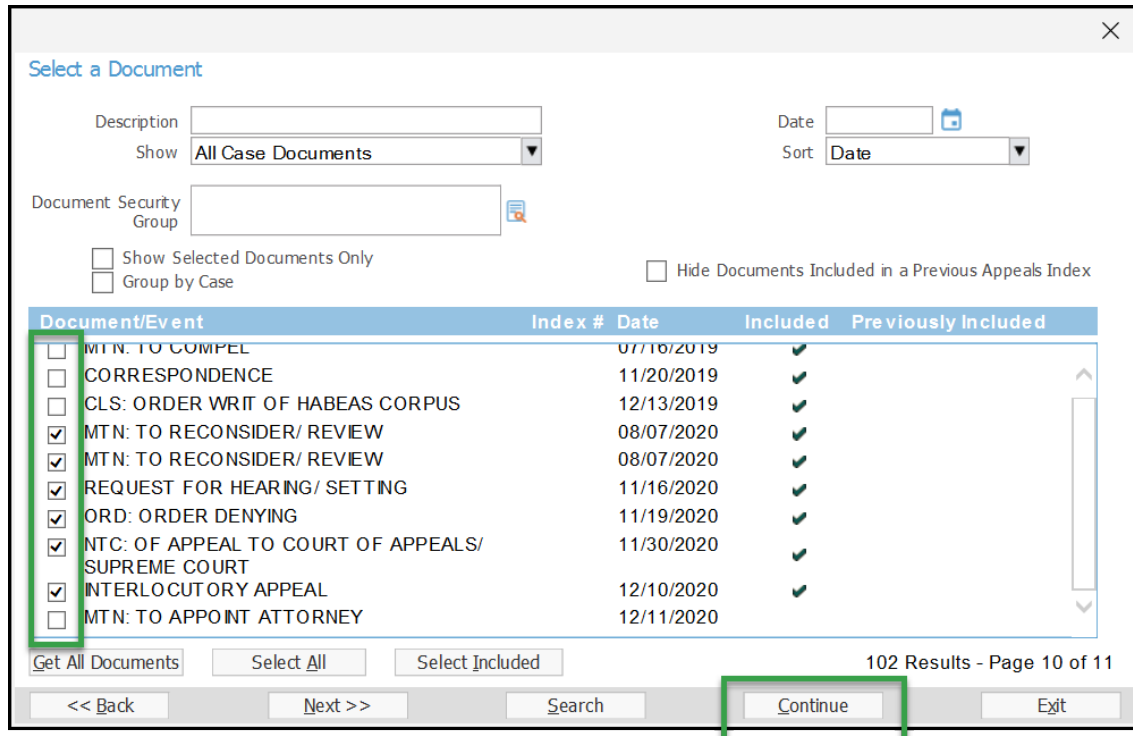 Select a Document
Description
Date
Show All Case Documents
Sort Date
Document Security
Group
Show Selected Documents Only
Group by Case
Hide Documents Included in a Previous Appeals Index
Document/Event Index # Date Included Previously Included
MTN: TO COMPEL 07/16/2019
CORRESPONDENCE 11/20/2019
CLS: ORDER WRIT OF HABEAS CORPUS 12/13/2019
MTN: TO RECONSIDER/ REVIEW 08/07/2020
MTN: TO RECONSIDER/ REVIEW 08/07/2020
REQUEST FOR HEARING/ SETTING 11/16/2020
ORD: ORDER DENYING 11/19/2020
NTC: OF APPEAL TO COURT OF APPEALS/ 11/30/2020
SUPREME COURT
INTERLOCUTORY APPEAL 12/10/2020
MTN: TO APPOINT ATTORNEY 12/11/2020
Get All Documents Select All Select Included 102 Results - Page 10 of 11
<< Back Next >> Search Continue Exit